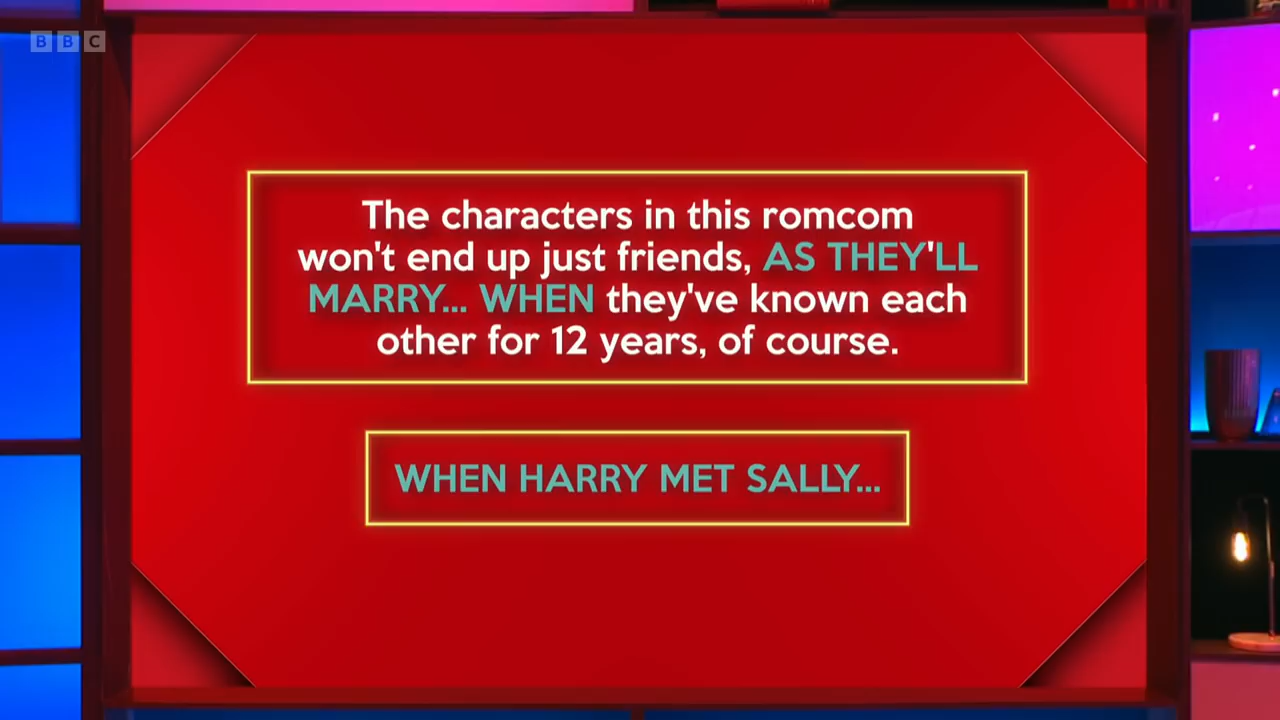 BBC
The characters in this romcom
won't end up just friends, AS THEY'LL
MARRY... WHEN they've known each
other for 12 years, of course.
WHEN HARRY MET SALLY...